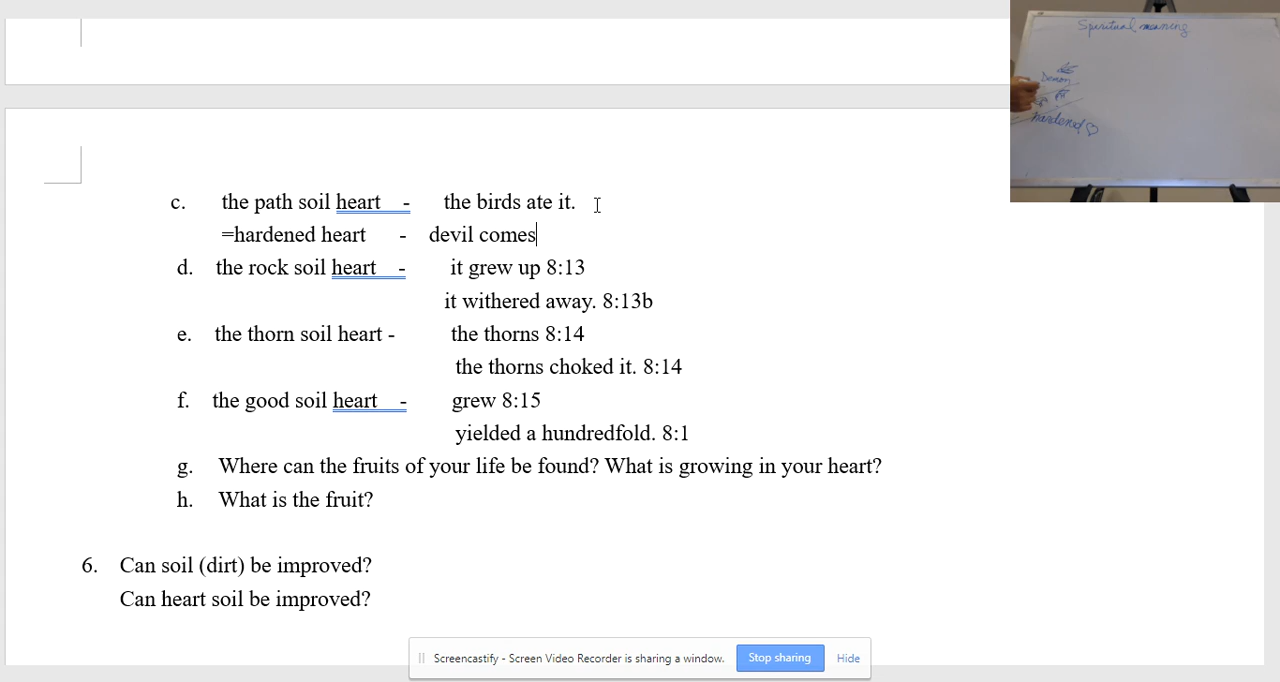 Spiritual meaning
Demon
hardened
c. the path soil heart - the birds ate it.
=hardened heart - devil comes
d. the rock soil heart - it grew up 8:13
it withered away. 8:13b
e. the thorn soil heart - the thorns 8:14
the thorns choked it. 8:14
f. the good soil heart - grew 8:15
yielded a hundredfold. 8:1
g. Where can the fruits of your life be found? What is growing in your heart?
h. What is the fruit?
6. Can soil (dirt) be improved?
Can heart soil be improved?
Screencastify - Screen Video Recorder is sharing a window. Stop sharing Hide